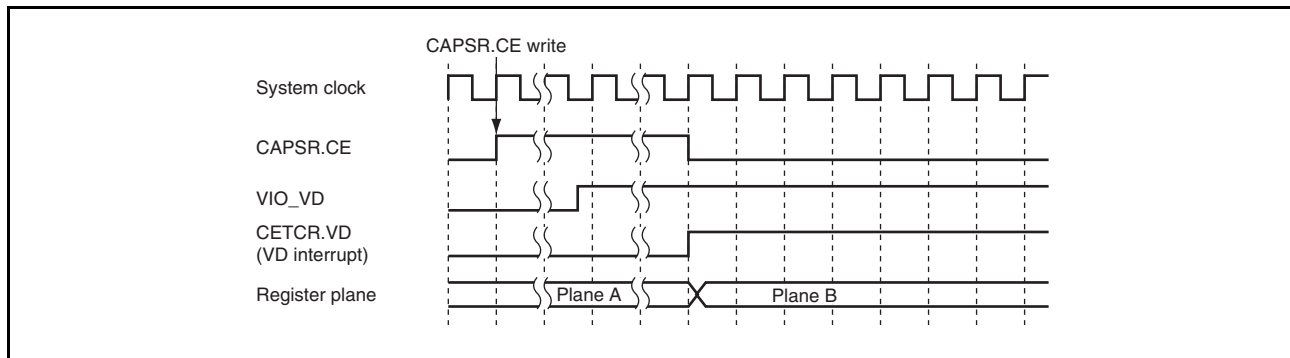 CAPSR.CE write
System clock
CAPSR.CE
VIO_VD
CETCR.VD
(VD interrupt)
Register plane
Plane A
Plane B